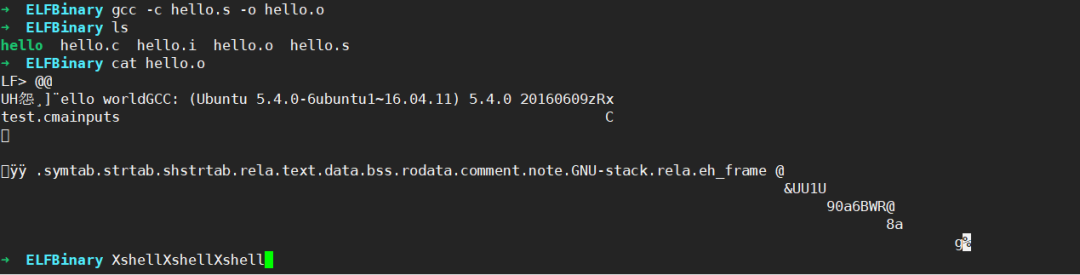 ➜ ELFBinary gcc -c hello.s -o hello.o
➜ ELFBinary ls
hello hello.c hello.i hello.o hello.s
➜ ELFBinary cat hello.o
LF> @@
UH怨¸]¨ello worldGCC: (Ubuntu 5.4.0-6ubuntu1~16.04.11) 5.4.0 20160609zRx
test.cmainputs C
ÿÿ .symtab.strtab.shstrtab.rela.text.data.bss.rodata.comment.note.GNU-stack.rela.eh_frame @
&UU1U
90a6BWR@
8a
g%
➜ ELFBinary XshellXshellXshell